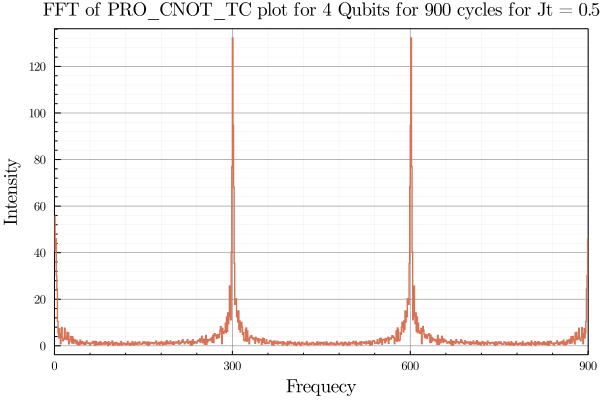 FFT of PRO_CNOT_TC plot for 4 Qubits for 900 cycles for Jt = 0.5
120
100
80
60
40
20
0
Intensity
0 300 600 900
Frequecy